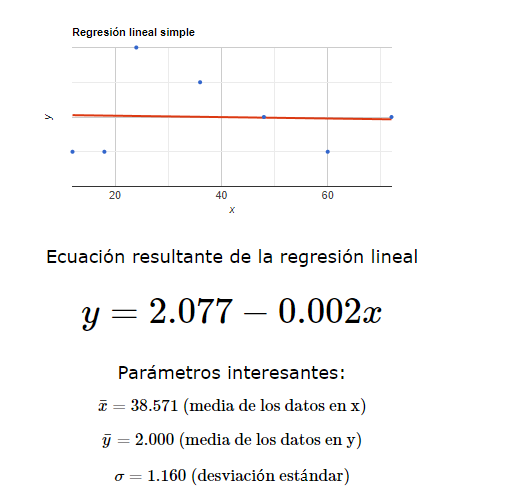 Regresión lineal simple
y
20 40 60
x
Ecuación resultante de la regresión lineal
y = 2.077 − 0.002x
Parámetros interesantes:
x̄ = 38.571 (media de los datos en x)
ȳ = 2.000 (media de los datos en y)
σ = 1.160 (desviación estándar)